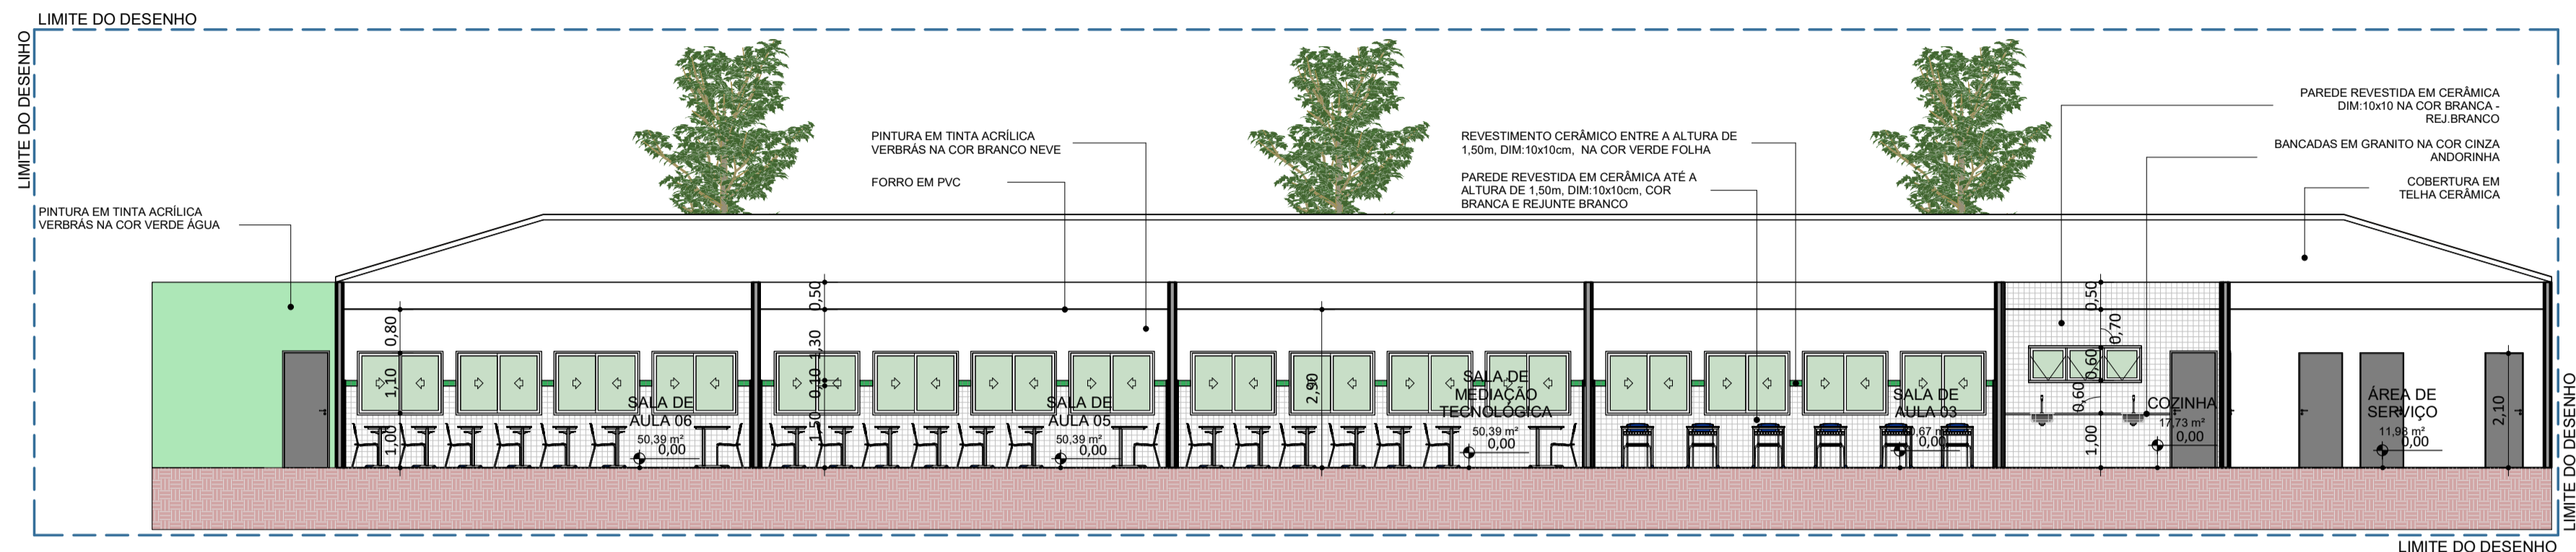 LIMITE DO DESENHO
LIMITE DO DESENHO
PINTURA EM TINTA ACRÍLICA
VERBRÁS NA COR VERDE ÁGUA
PINTURA EM TINTA ACRÍLICA
VERBRÁS NA COR BRANCO NEVE
FORRO EM PVC
REVESTIMENTO CERÂMICO ENTRE A ALTURA DE
1,50m, DIM:10x10cm, NA COR VERDE FOLHA
PAREDE REVESTIDA EM CERÂMICA ATÉ A
ALTURA DE 1,50m, DIM:10x10cm, COR
BRANCA E REJUNTE BRANCO
PAREDE REVESTIDA EM CERÂMICA
DIM:10x10 NA COR BRANCA -
REJ.BRANCO
BANCADAS EM GRANITO NA COR CINZA
ANDORINHA
COBERTURA EM
TELHA CERÂMICA
0,80
1,10
1,00
SALA DE
AULA 06
50,39 m²
0,00
0,50
1,30
0,10
1,50
SALA DE
AULA 05
50,39 m²
0,00
2,90
SALA DE
MEDIAÇÃO
TECNOLÓGICA
50,39 m²
0,00
SALA DE
AULA 03
0,00
0,50
0,70
0,60
0,60
1,00
COZINHA
17,73 m²
0,00
ÁREA DE
SERVIÇO
0,00
2,10
LIMITE DO DESENHO
LIMITE DO DESENHO